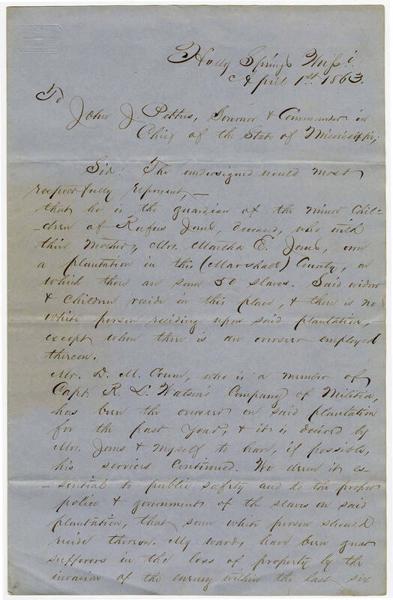 Holly Springs Missi
April 1st 1863.
To
John J Pettus, Governor & Commander in
Chief of the State of Mississippi,
Sir: The undersigned would most
respectfully represent,
that he is the guardian of the minor Chil-
-dren of Rufus Jones, deceased, who with
their Mother, Mrs. Martha E. Jones, own
a plantation in this (Marshall) County, on
which there are some 50 slaves. Said widow
& Children reside in this place, & there is no
white person residing upon said plantation,
except when there is an overseer employed
thereon.
Mr. D. M. who is a member of
Capt. R. L. Watson's Company of Militia,
has been the overseer on said plantation
for the past year, & it is desired by
Mrs. Jones & myself to have, if possible,
his services continued. We deem it es-
-sential to public safety and to the proper
police & government of the slaves on said
plantation, that some white person should
reside thereon. My wards, have been great
sufferers in the loss of property by the
invasion of the enemy within the last six